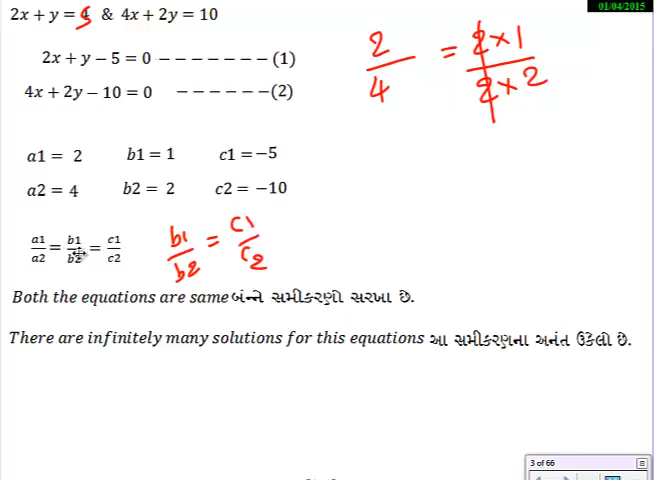 01/04/2015
2x + y = 5 & 4x + 2y = 10
2x + y − 5 = 0 − − − − − − − (1)
4x + 2y − 10 = 0 − − − − − −(2)
2/4 = 2×1/2×2
a1 = 2 b1 = 1 c1 = −5
a2 = 4 b2 = 2 c2 = −10
a1/a2 = b1/b2 = c1/c2 b1/b2 = C1/C2
Both the equations are same બંન્ને સમીકરણો સરખા છે.
There are infinitely many solutions for this equations આ સમીકરણના અનંત ઉકેલો છે.
3 of 66